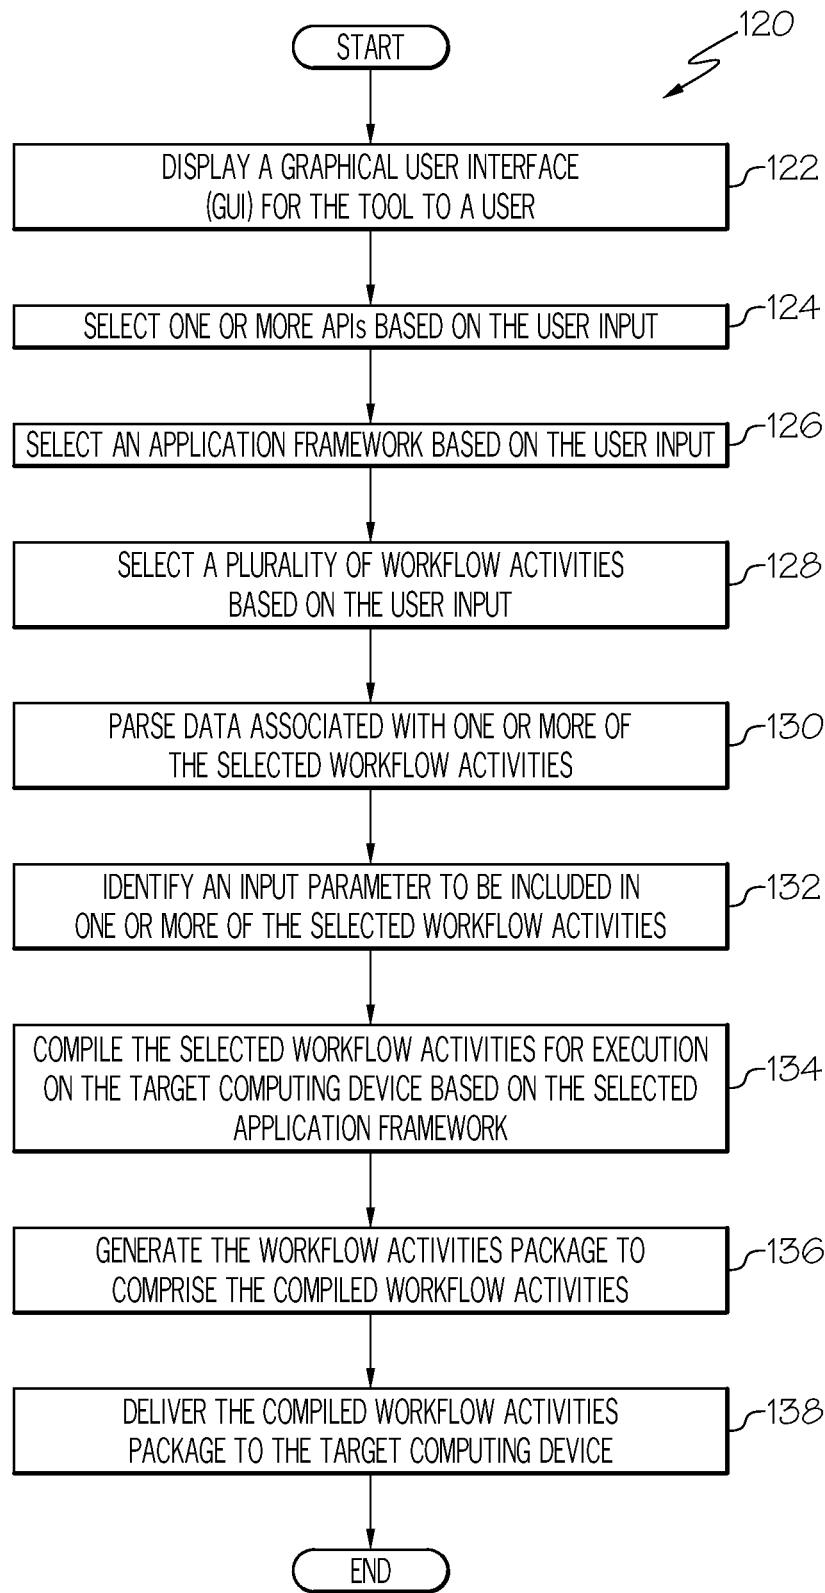 START
120
DISPLAY A GRAPHICAL USER INTERFACE
(GUI) FOR THE TOOL TO A USER
122
SELECT ONE OR MORE APIs BASED ON THE USER INPUT
124
SELECT AN APPLICATION FRAMEWORK BASED ON THE USER INPUT
126
SELECT A PLURALITY OF WORKFLOW ACTIVITIES
BASED ON THE USER INPUT
128
PARSE DATA ASSOCIATED WITH ONE OR MORE OF
THE SELECTED WORKFLOW ACTIVITIES
130
IDENTIFY AN INPUT PARAMETER TO BE INCLUDED IN
ONE OR MORE OF THE SELECTED WORKFLOW ACTIVITIES
132
COMPILE THE SELECTED WORKFLOW ACTIVITIES FOR EXECUTION
ON THE TARGET COMPUTING DEVICE BASED ON THE SELECTED
APPLICATION FRAMEWORK
134
GENERATE THE WORKFLOW ACTIVITIES PACKAGE TO
COMPRISE THE COMPILED WORKFLOW ACTIVITIES
136
DELIVER THE COMPILED WORKFLOW ACTIVITIES
PACKAGE TO THE TARGET COMPUTING DEVICE
138
END